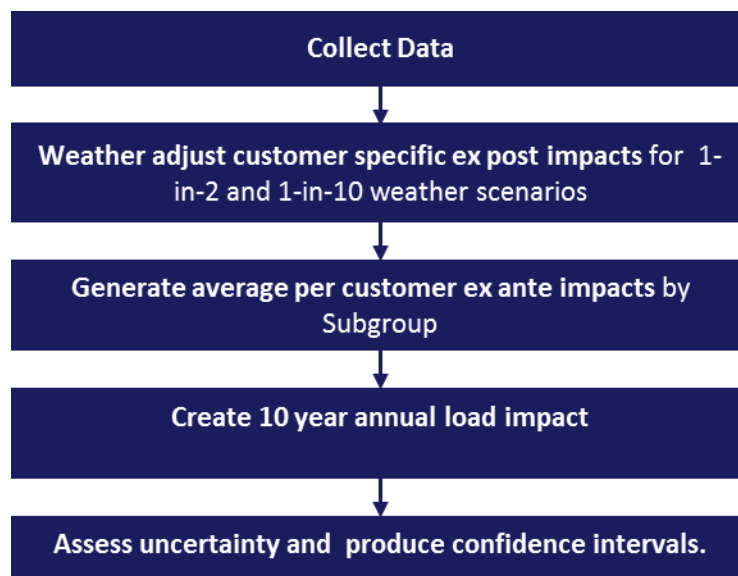 Collect Data
Weather adjust customer specific ex post impacts for 1-
in-2 and 1-in-10 weather scenarios
Generate average per customer ex ante impacts by
Subgroup
Create 10 year annual load impact
Assess uncertainty and produce confidence intervals.